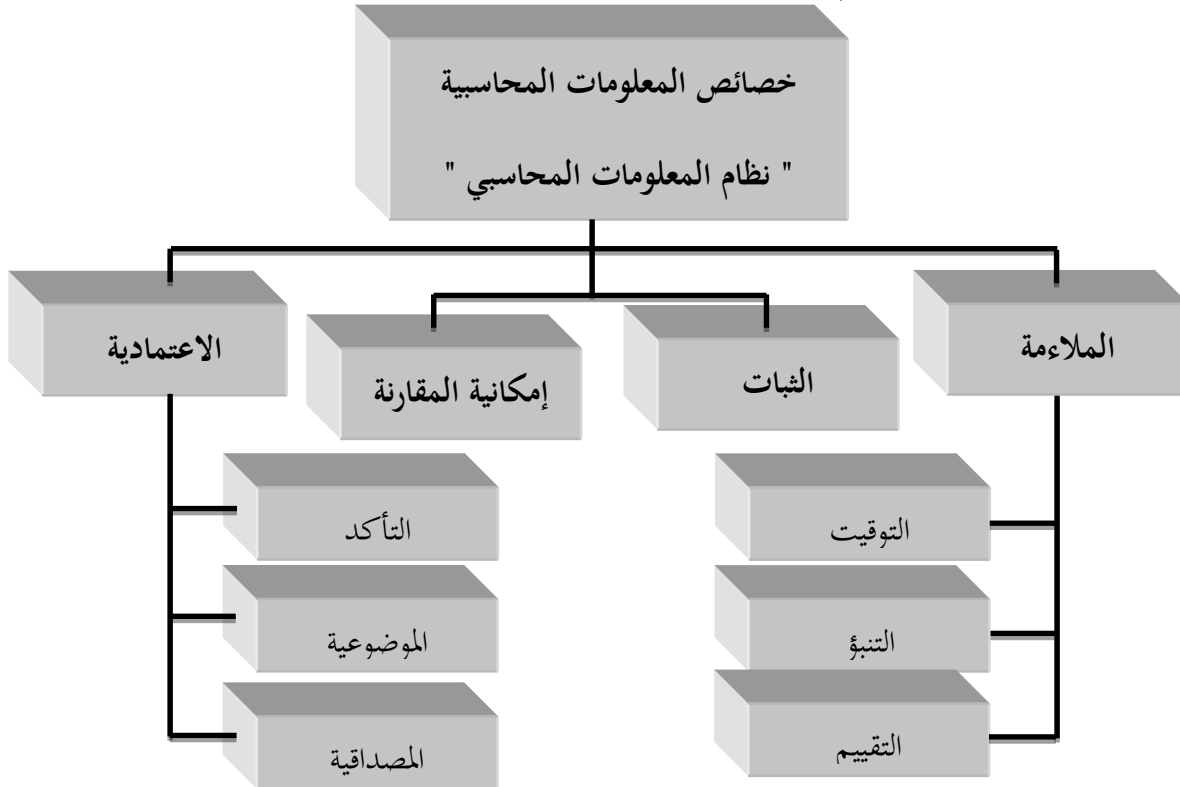 خصائص المعلومات المحاسبية
" نظام المعلومات المحاسبي "
الملاءمة
الثبات
إمكانية المقارنة
الاعتمادية
التوقيت
التنبؤ
التقييم
التأكد
الموضوعية
المصداقية